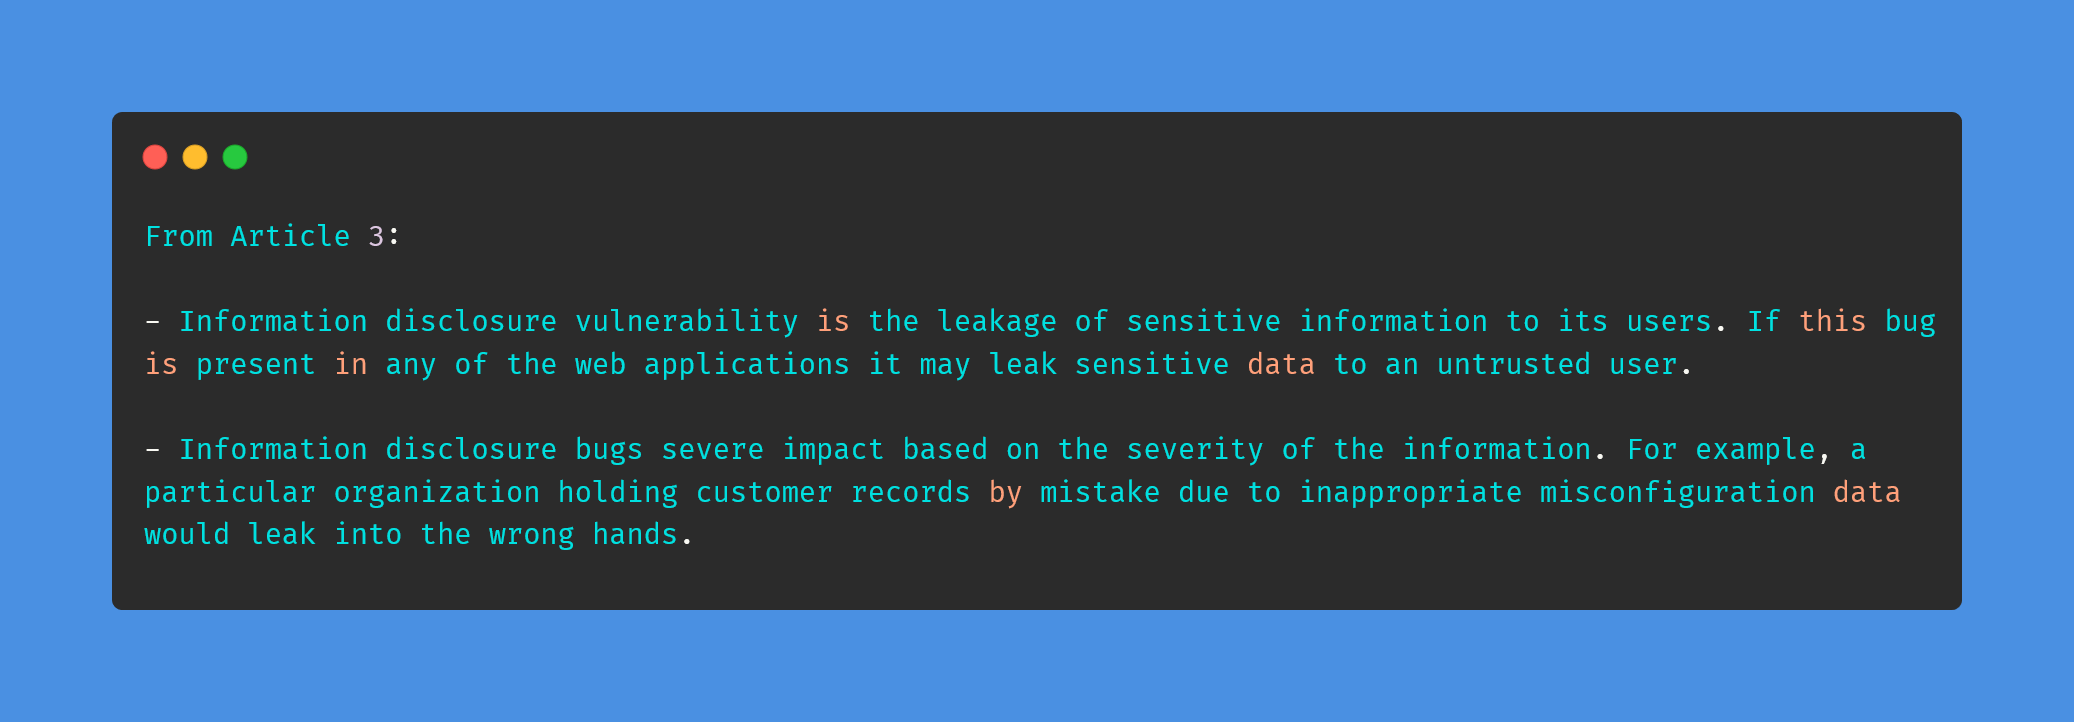 From Article 3:
- Information disclosure vulnerability is the leakage of sensitive information to its users. If this bug
is present in any of the web applications it may leak sensitive data to an untrusted user.
- Information disclosure bugs severe impact based on the severity of the information. For example, a
particular organization holding customer records by mistake due to inappropriate misconfiguration data
would leak into the wrong hands.